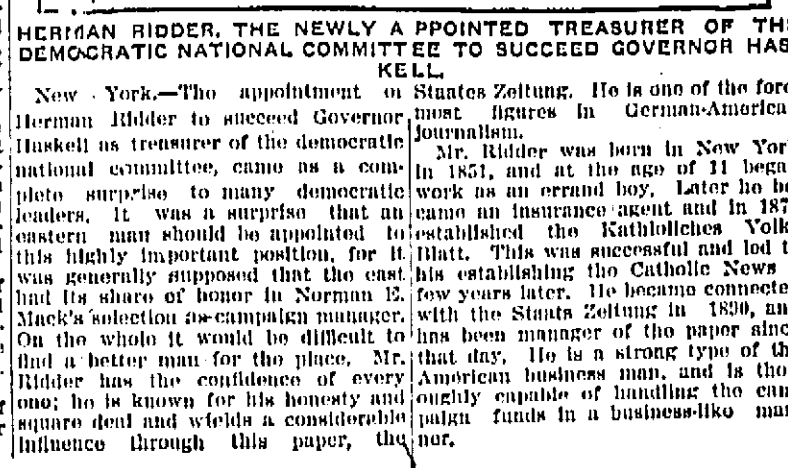 HERMAN RIDDER, THE NEWLY APPOINTED TREASURER OF THE
DEMOCRATIC NATIONAL COMMITTEE TO SUCCEED GOVERNOR HAS
KELL.
New York.—The appointment of
Herman Ridder to succeed Governor
Haskell as treasurer of the democratic
national committee, came as a com-
plete surprise to many democratic
leaders. It was a surprise that an
eastern man should be appointed to
this highly important position, for it
was generally supposed that the east
had its share of honor in Norman E.
Mack's selection as campaign manager.
On the whole it would be difficult to
find a better man for the place. Mr.
Ridder has the confidence of every
one; he is known for his honesty and
square deal and wields a considerable
influence through this paper, the
Staates Zeitung. He is one of the fore
most figures in German-America
journalism.
Mr. Ridder was born in New York
in 1851, and at the age of 11 bega
work as an errand boy. Later he be
came an insurance agent and in 187
established the Kathloliches Volk
Blatt. This was successful and led t
his establishing the Catholic News
few years later. He became connecte
with the Staats Zeitung in 1890, an
has been manager of the paper sinc
that day. He is a strong type of th
American business man, and is tho
oughly capable of handling the cam
paign funds in a business-like man
ner.